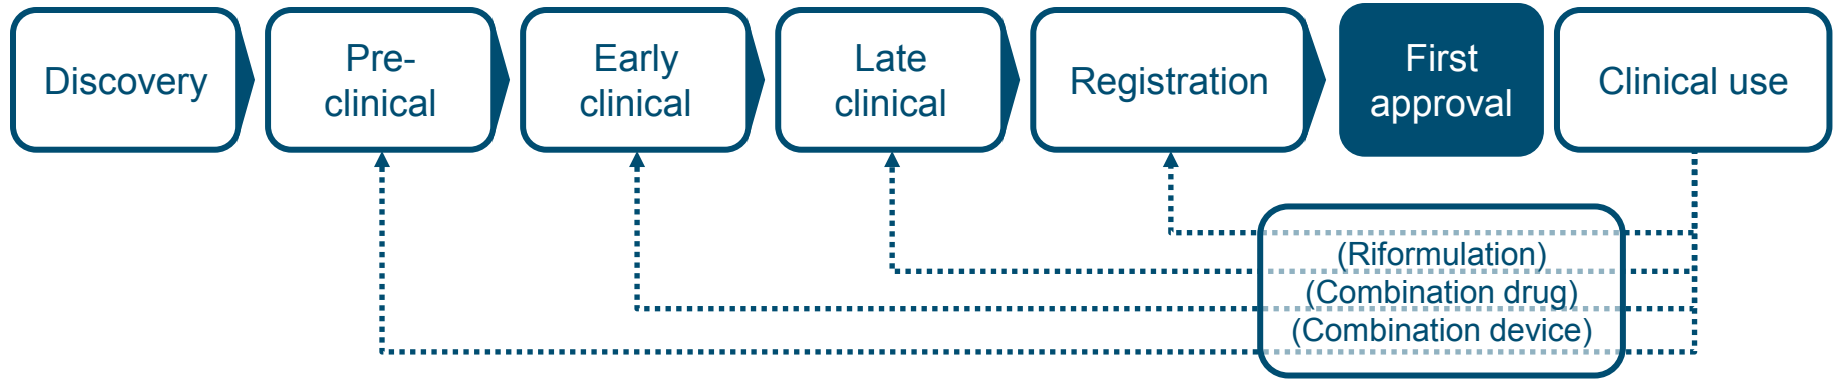 Discovery
Pre-
clinical
Early
clinical
Late
clinical
Registration
First
approval
Clinical use
(Riformulation)
(Combination drug)
(Combination device)